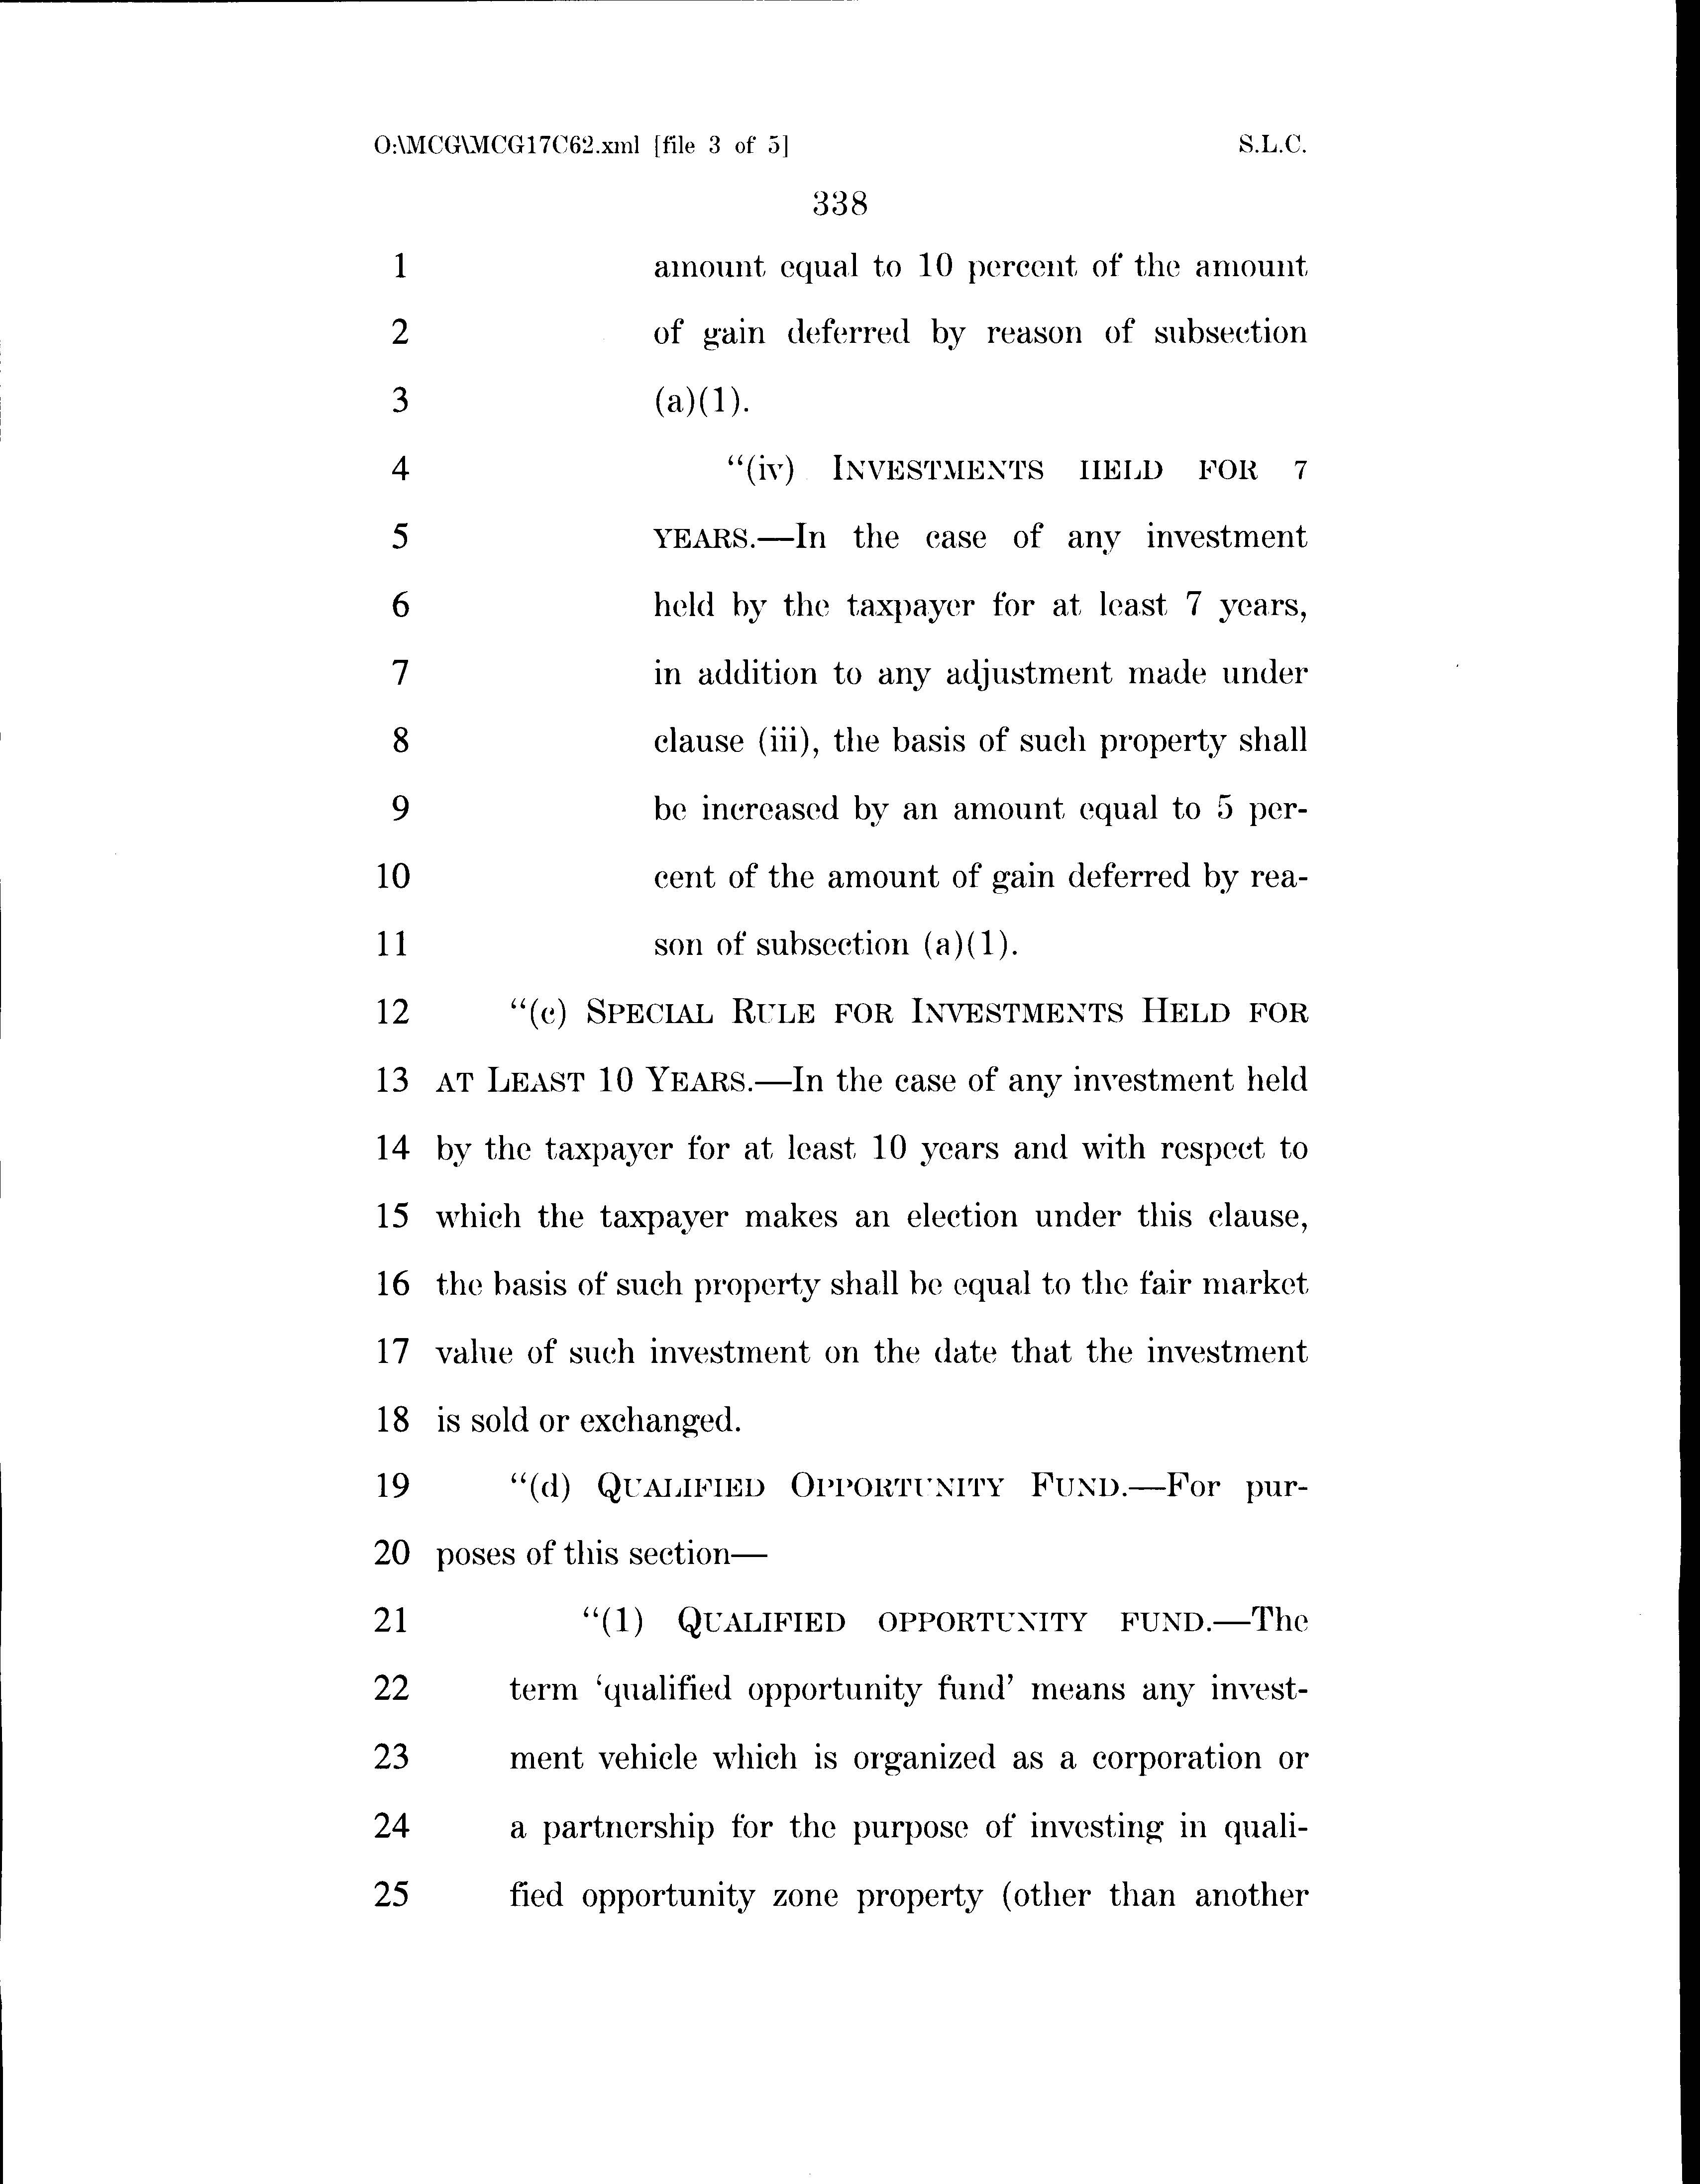 O:\MCG\MCG17C62.xml [file 3 of 5] S.L.C.
338
1 amount equal to 10 percent of the amount
2 of gain deferred by reason of subsection
3 (a)(1).
4 “(iv) INVESTMENTS HELD FOR 7
5 YEARS.—In the case of any investment
6 held by the taxpayer for at least 7 years,
7 in addition to any adjustment made under
8 clause (iii), the basis of such property shall
9 be increased by an amount equal to 5 per-
10 cent of the amount of gain deferred by rea-
11 son of subsection (a)(1).
12 “(c) SPECIAL RULE FOR INVESTMENTS HELD FOR
13 AT LEAST 10 YEARS.—In the case of any investment held
14 by the taxpayer for at least 10 years and with respect to
15 which the taxpayer makes an election under this clause,
16 the basis of such property shall be equal to the fair market
17 value of such investment on the date that the investment
18 is sold or exchanged.
19 “(d) QUALIFIED OPPORTUNITY FUND.—For pur-
20 poses of this section—
21 “(1) QUALIFIED OPPORTUNITY FUND.—The
22 term ‘qualified opportunity fund’ means any invest-
23 ment vehicle which is organized as a corporation or
24 a partnership for the purpose of investing in quali-
25 fied opportunity zone property (other than another